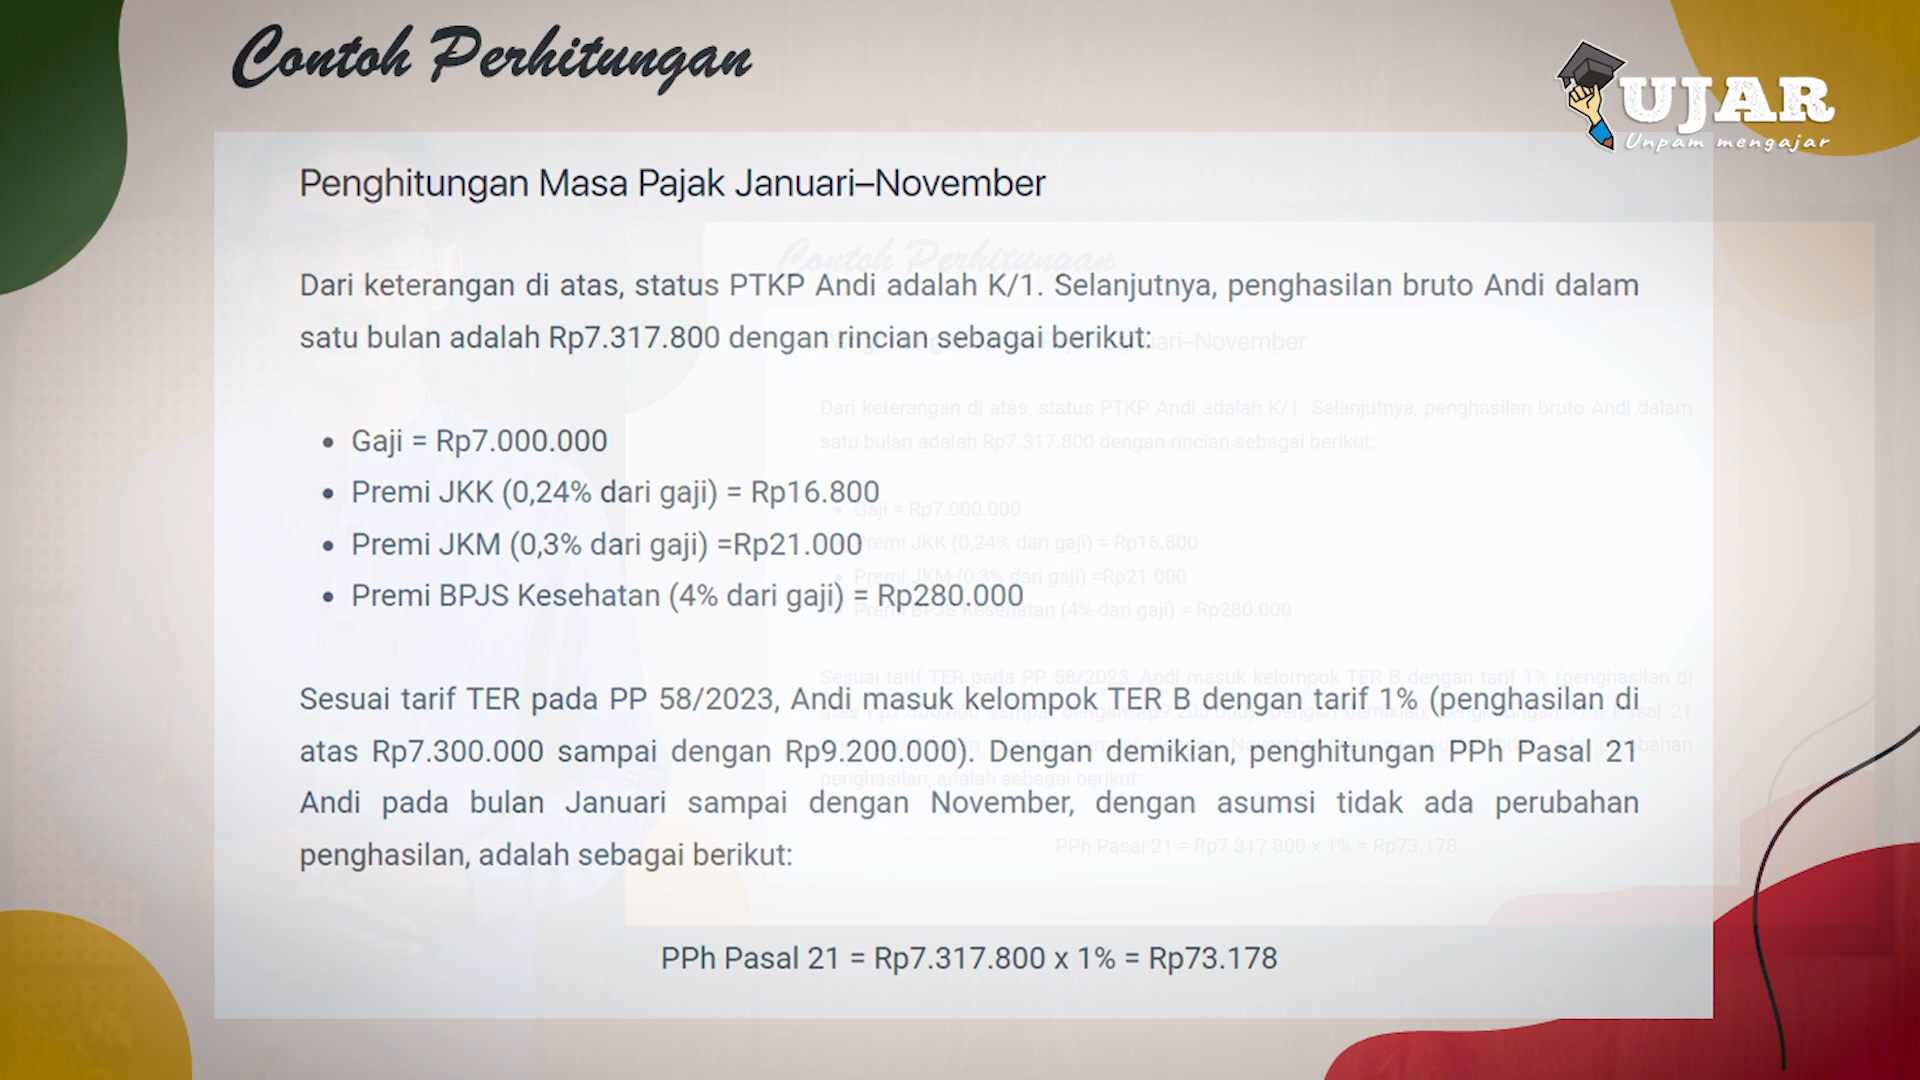 Contoh Perhitungan
UJAR
Unpam mengajar
Penghitungan Masa Pajak Januari–November
Dari keterangan di atas, status PTKP Andi adalah K/1. Selanjutnya, penghasilan bruto Andi dalam
satu bulan adalah Rp7.317.800 dengan rincian sebagai berikut:
• Gaji = Rp7.000.000
• Premi JKK (0,24% dari gaji) = Rp16.800
• Premi JKM (0,3% dari gaji) =Rp21.000
• Premi BPJS Kesehatan (4% dari gaji) = Rp280.000
Sesuai tarif TER pada PP 58/2023, Andi masuk kelompok TER B dengan tarif 1% (penghasilan di
atas Rp7.300.000 sampai dengan Rp9.200.000). Dengan demikian, penghitungan PPh Pasal 21
Andi pada bulan Januari sampai dengan November, dengan asumsi tidak ada perubahan
penghasilan, adalah sebagai berikut:
PPh Pasal 21 = Rp7.317.800 x 1% = Rp73.178